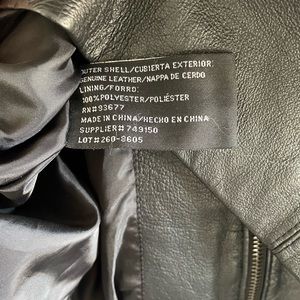 OUTER SHELL/CUBIERTA EXTERIOR:
GENUINE LEATHER/NAPPA DE CERDO
LINING/FORRO:
100%POLYESTER/POLIÉSTER
RN#93677
MADE IN CHINA/HECHO EN CHINA
SUPPLIER#749150
LOT#260-8605